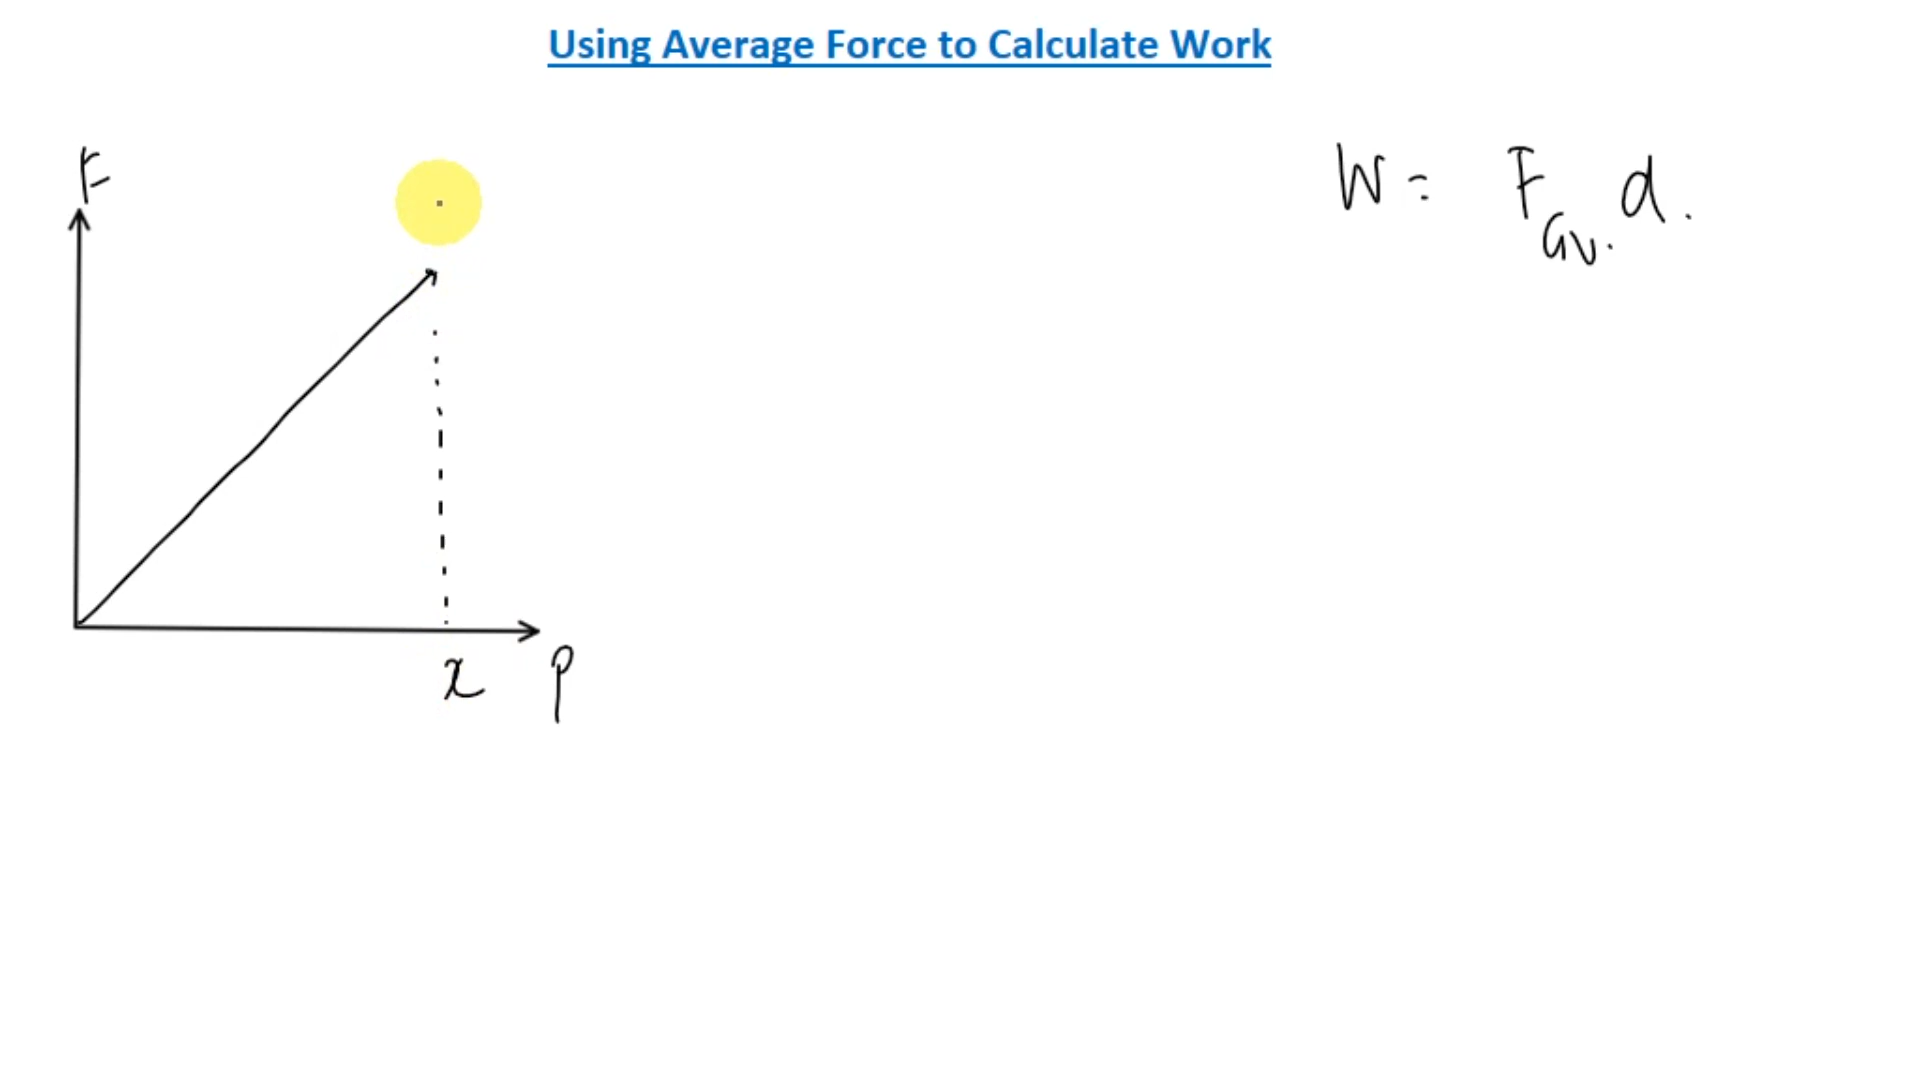 Using Average Force to Calculate Work
F
W = F av. d.
x p